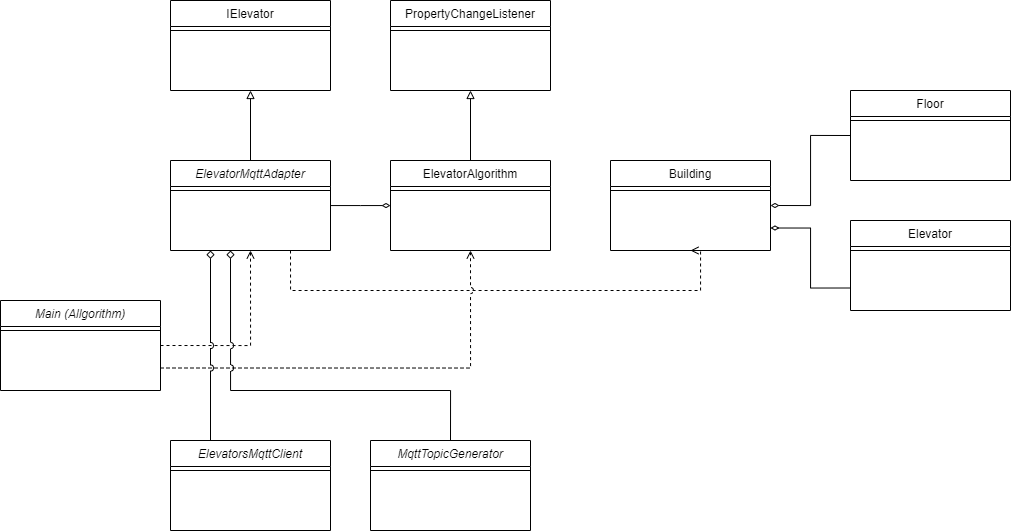 IElevator
PropertyChangeListener
Floor
ElevatorMqttAdapter
ElevatorAlgorithm
Building
Elevator
Main (Allgorithm)
ElevatorsMqttClient
MqttTopicGenerator